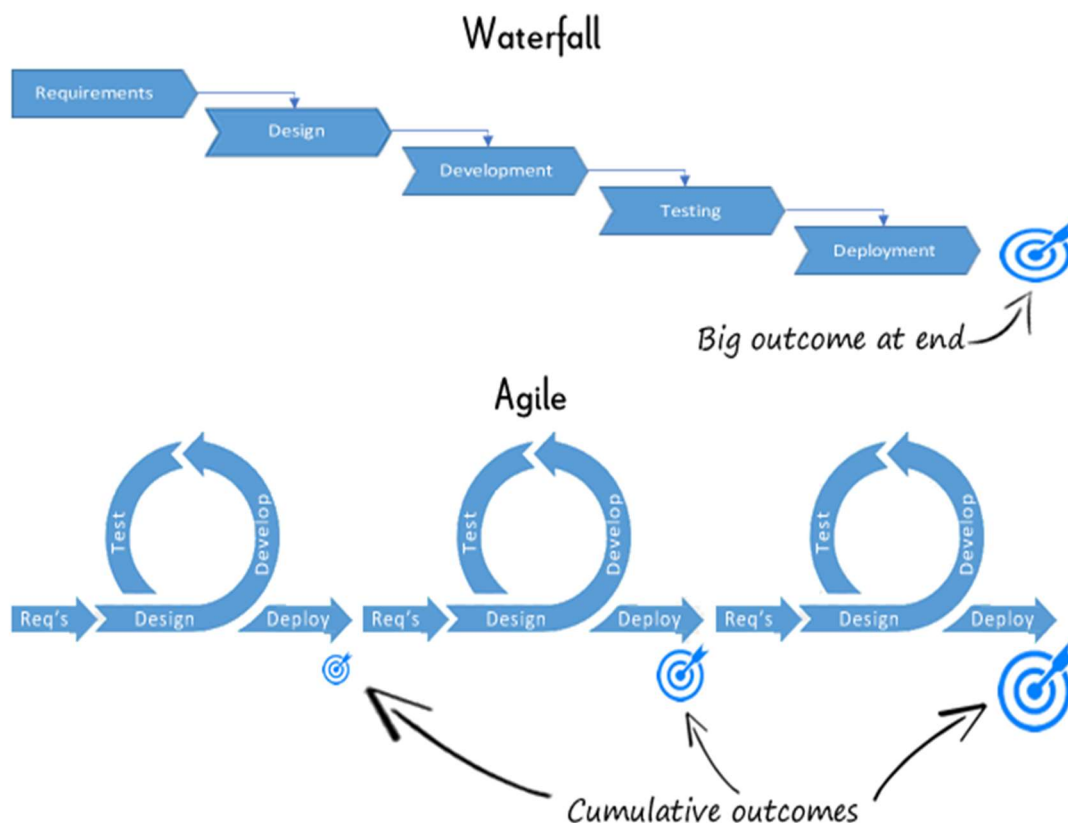 Waterfall
Requirements
Design
Development
Testing
Deployment
Big outcome at end
Agile
Test
Develop
Req's
Design
Deploy
Test
Develop
Req's
Design
Deploy
Test
Develop
Req's
Design
Deploy
Cumulative outcomes